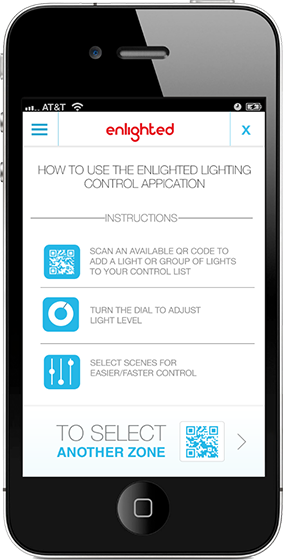 AT&T
enlighted
X
HOW TO USE THE ENLIGHTED LIGHTING
CONTROL APPICATION
INSTRUCTIONS
SCAN AN AVAILABLE QR CODE TO
ADD A LIGHT OR GROUP OF LIGHTS
TO YOUR CONTROL LIST
TURN THE DIAL TO ADJUST
LIGHT LEVEL
SELECT SCENES FOR
EASIER/FASTER CONTROL
TO SELECT
ANOTHER ZONE